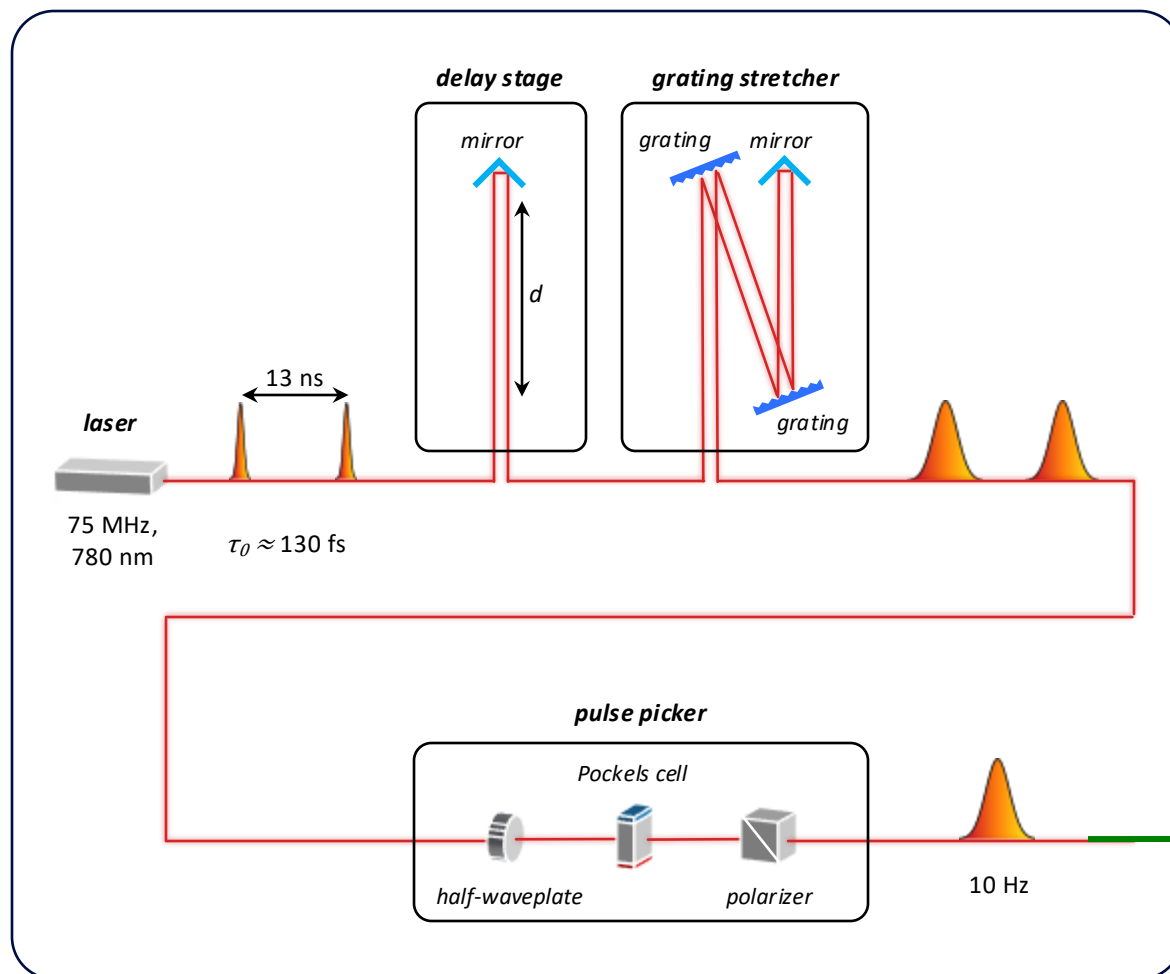 delay stage
grating stretcher
mirror
grating
mirror
d
13 ns
laser
grating
75 MHz,
780 nm
τ0 ≈ 130 fs
pulse picker
Pockels cell
half-waveplate
polarizer
10 Hz